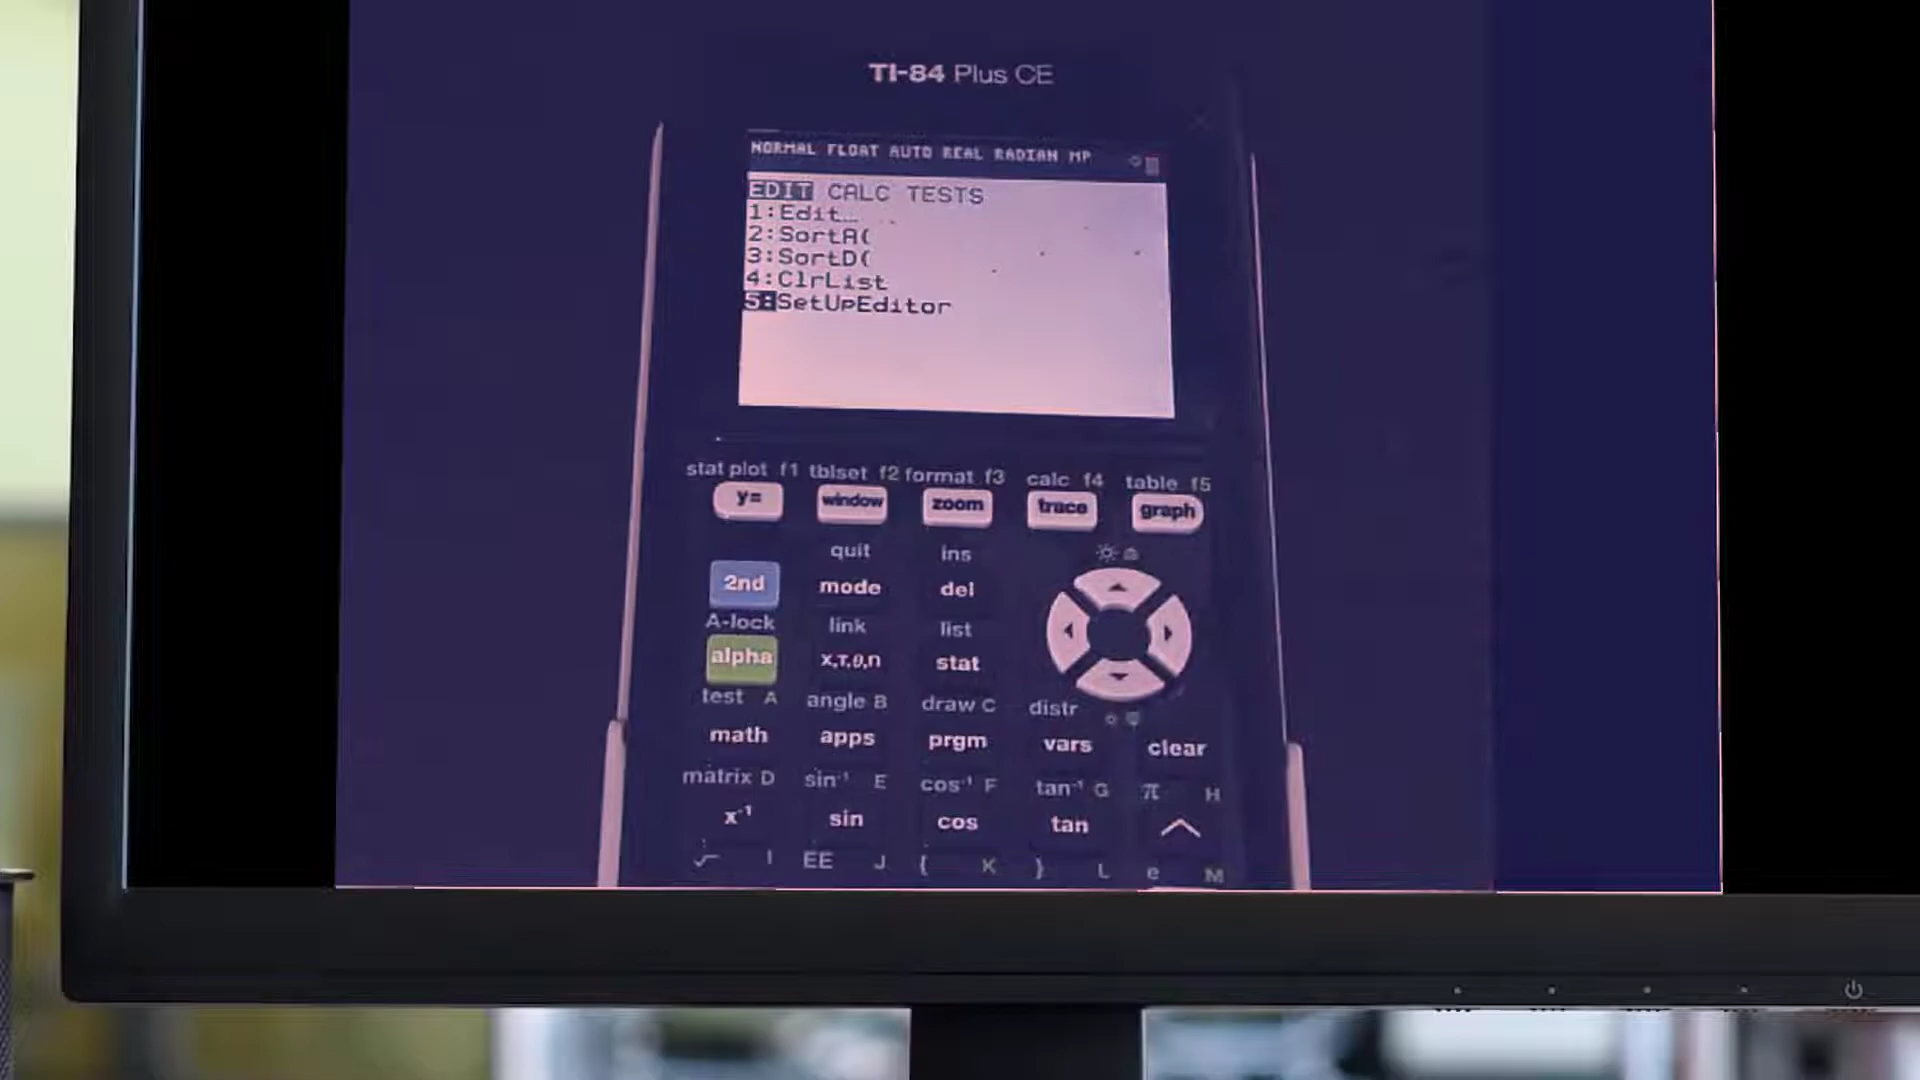 TI-84 Plus CE
NORMAL FLOAT AUTO REAL RADIAN MP
EDIT CALC TESTS
1:Edit…
2:SortA(
3:SortD(
4:ClrList
5:SetUpEditor
stat plot f1 tblset f2 format f3 calc f4 table f5
y= window zoom trace graph
quit ins
2nd mode del
A-lock link list
alpha X,T,θ,n stat
test A angle B draw C distr
math apps prgm vars clear
matrix D sin⁻¹ E cos⁻¹ F tan⁻¹ G π H
x⁻¹ sin cos tan ^
√ I EE J { K } L e M